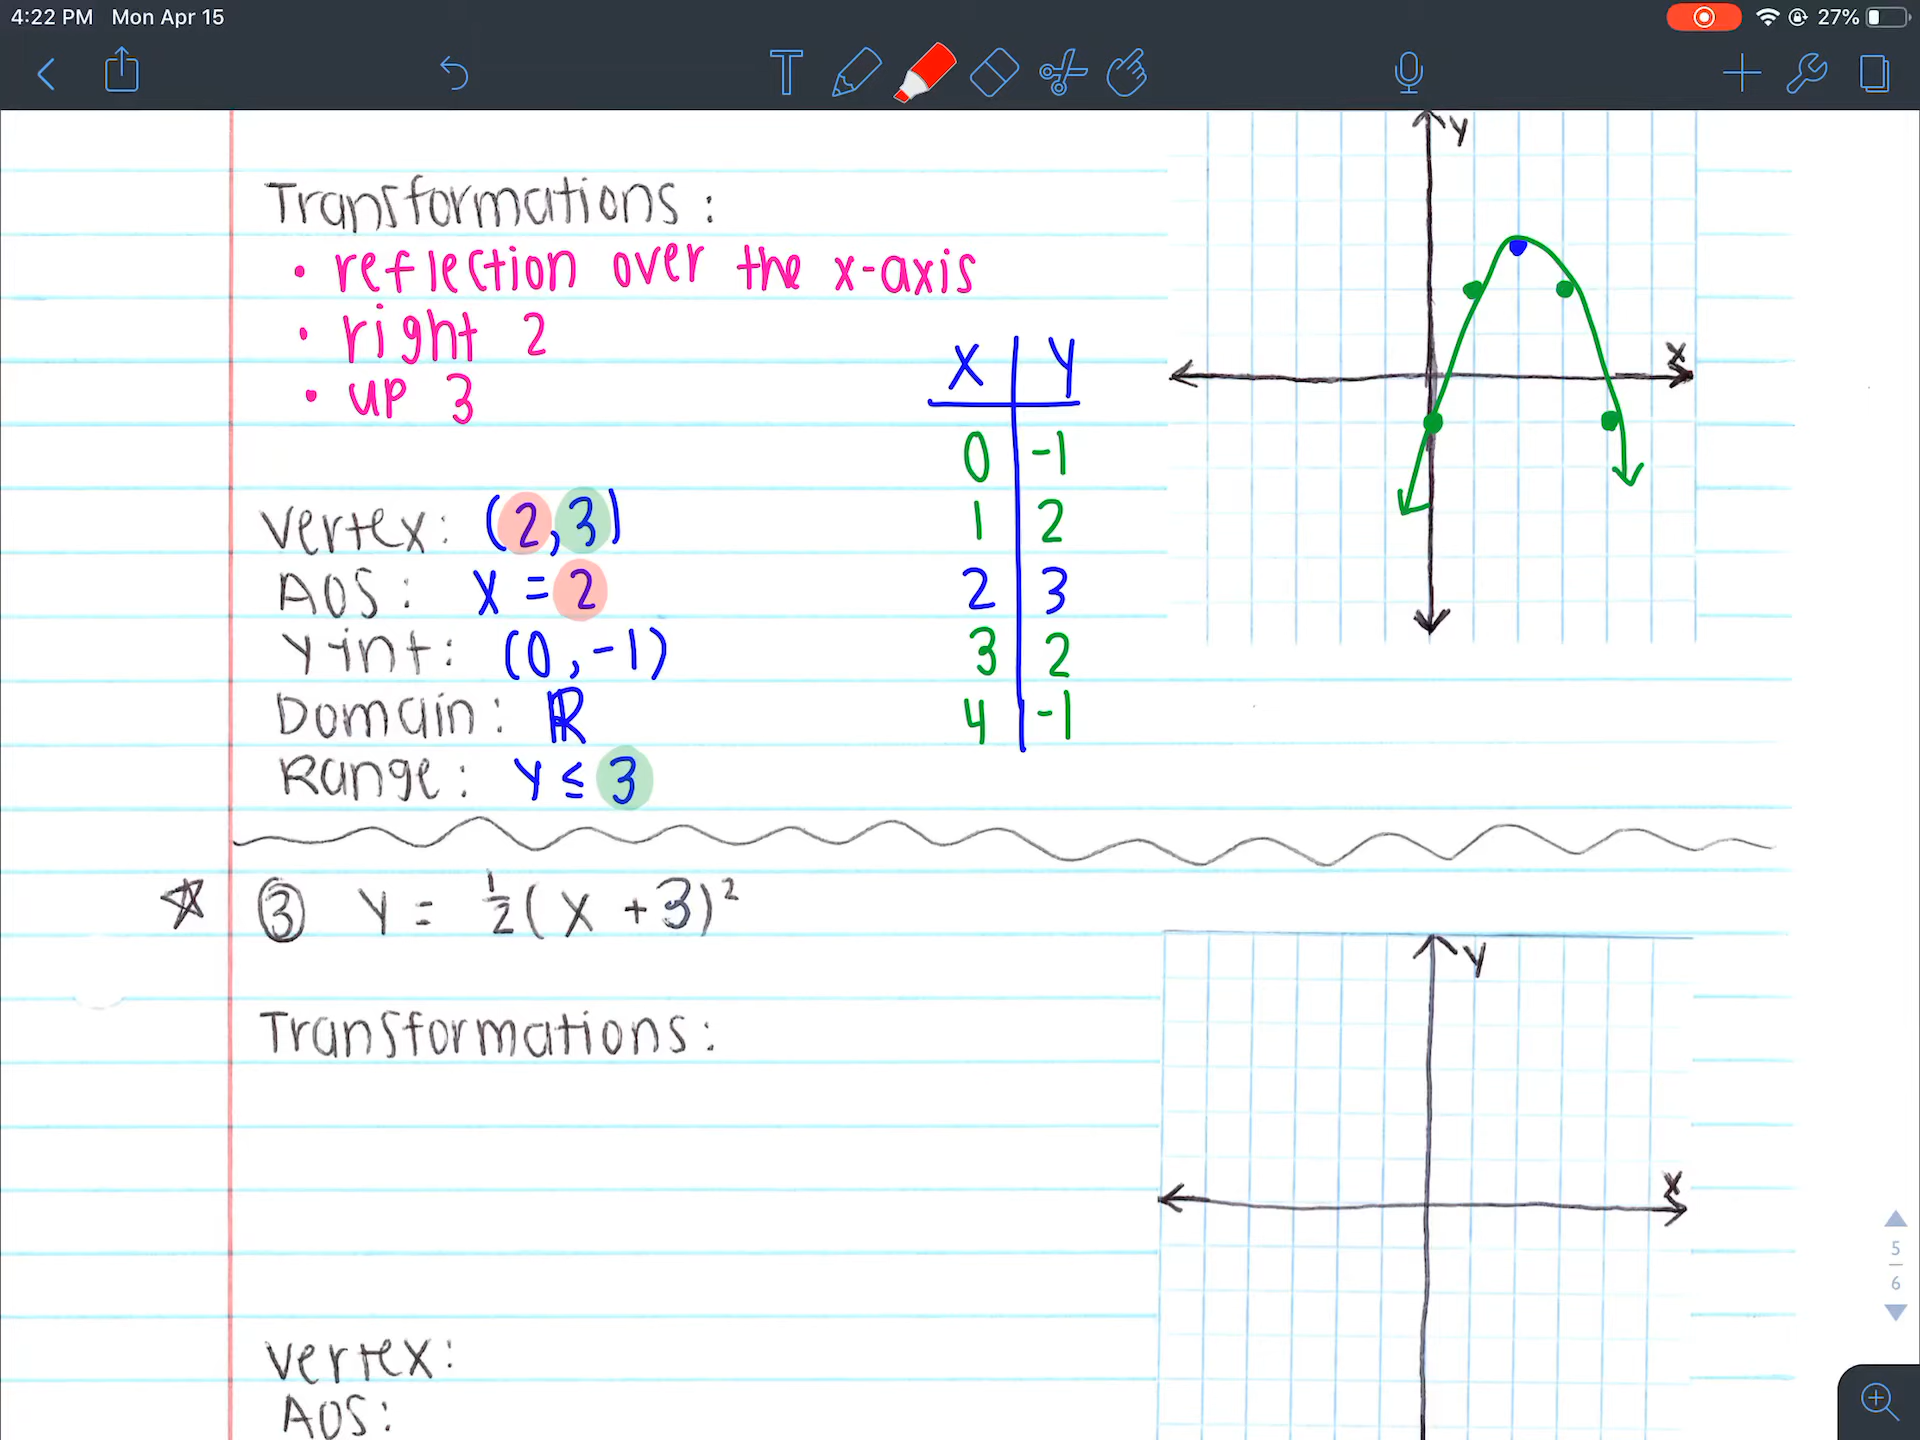 4:22 PM Mon Apr 15
27%
T
Y
Transformations:
• reflection over the x-axis
• right 2
• up 3
X
X Y
0 -1
1 2
2 3
3 2
4 -1
Vertex: (2,3)
AOS: X = 2
Y-int: (0,-1)
Domain: ℝ
Range: Y ≤ 3
③ Y = ½(X + 3)²
Y
Transformations:
X
5
6
Vertex:
AOS: